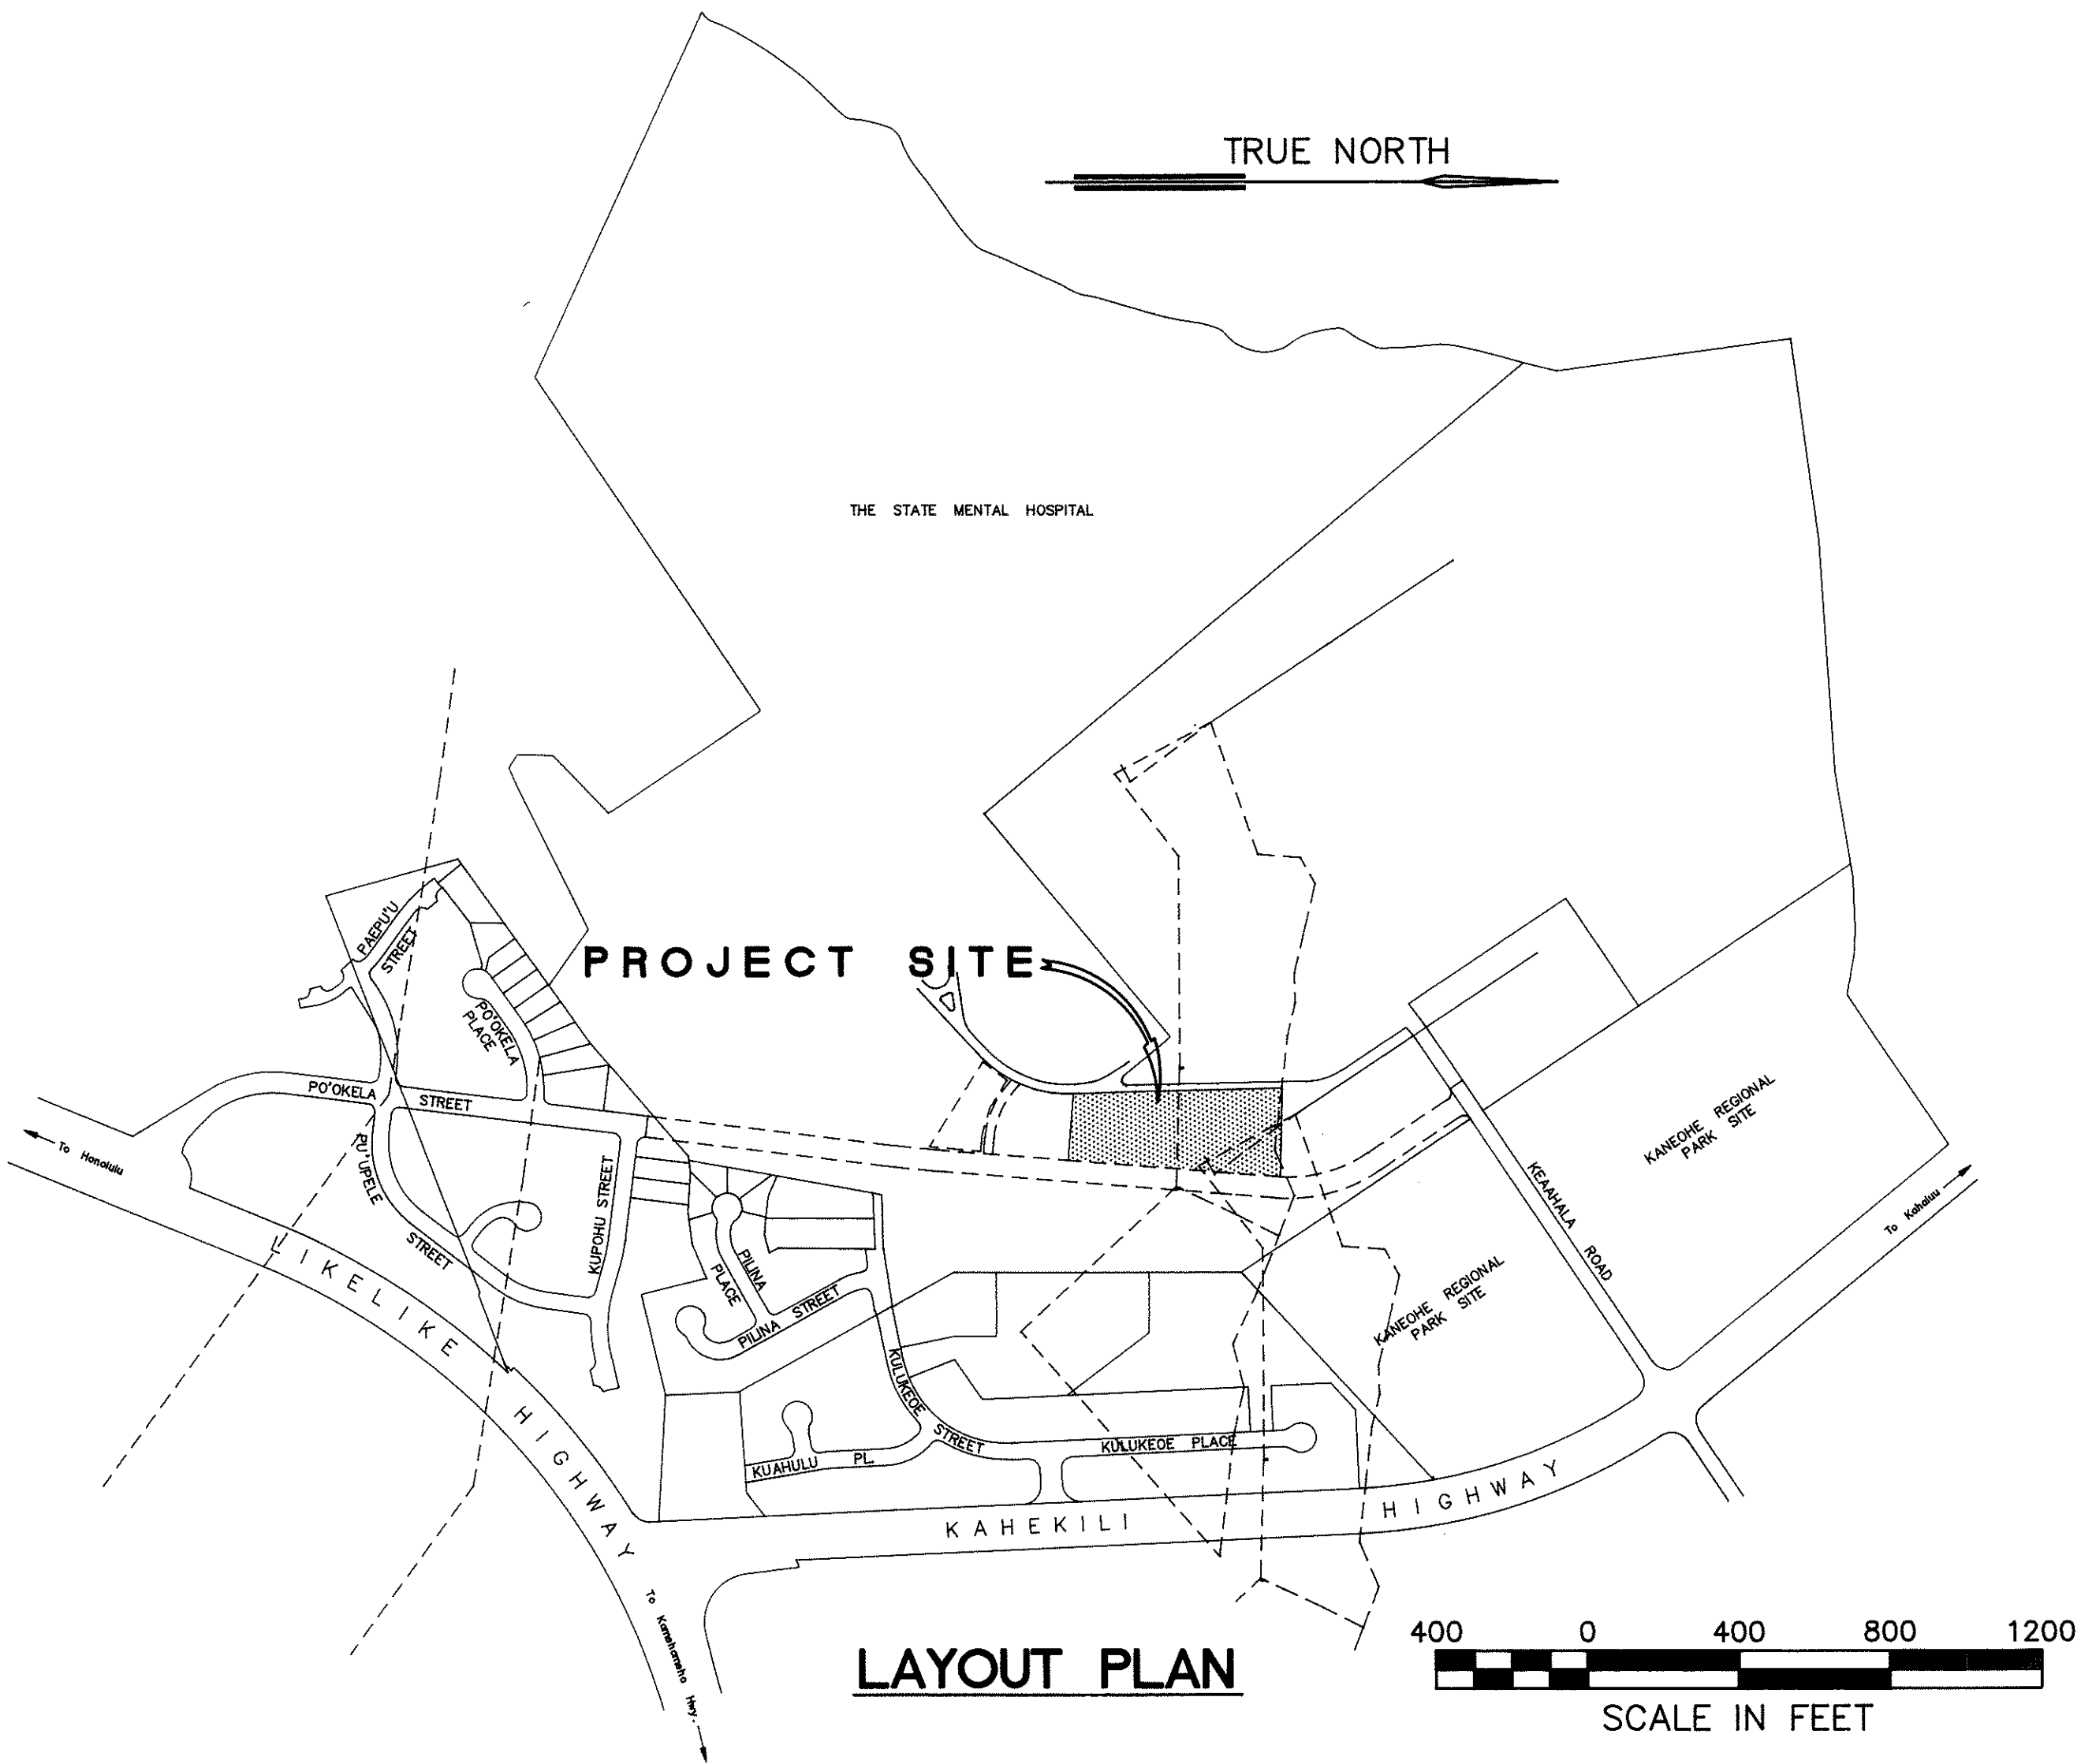 TRUE NORTH
THE STATE MENTAL HOSPITAL
PROJECT SITE
PAEPU'U
STREET
PO'OKELA
PLACE
PO'OKELA STREET
To Honolulu
PU'UPELE
STREET
KUPOHU STREET
PILINA
PLACE
PILINA STREET
KULUKEOE
STREET
KULUKEOE PLACE
KUAHULU PL.
KANEOHE REGIONAL
PARK SITE
KANEOHE REGIONAL
PARK SITE
KEAAHALA ROAD
To Kahaluu
LIKELIKE HIGHWAY
KAHEKILI HIGHWAY
To Kamehameha Hwy.
LAYOUT PLAN
400 0 400 800 1200
SCALE IN FEET